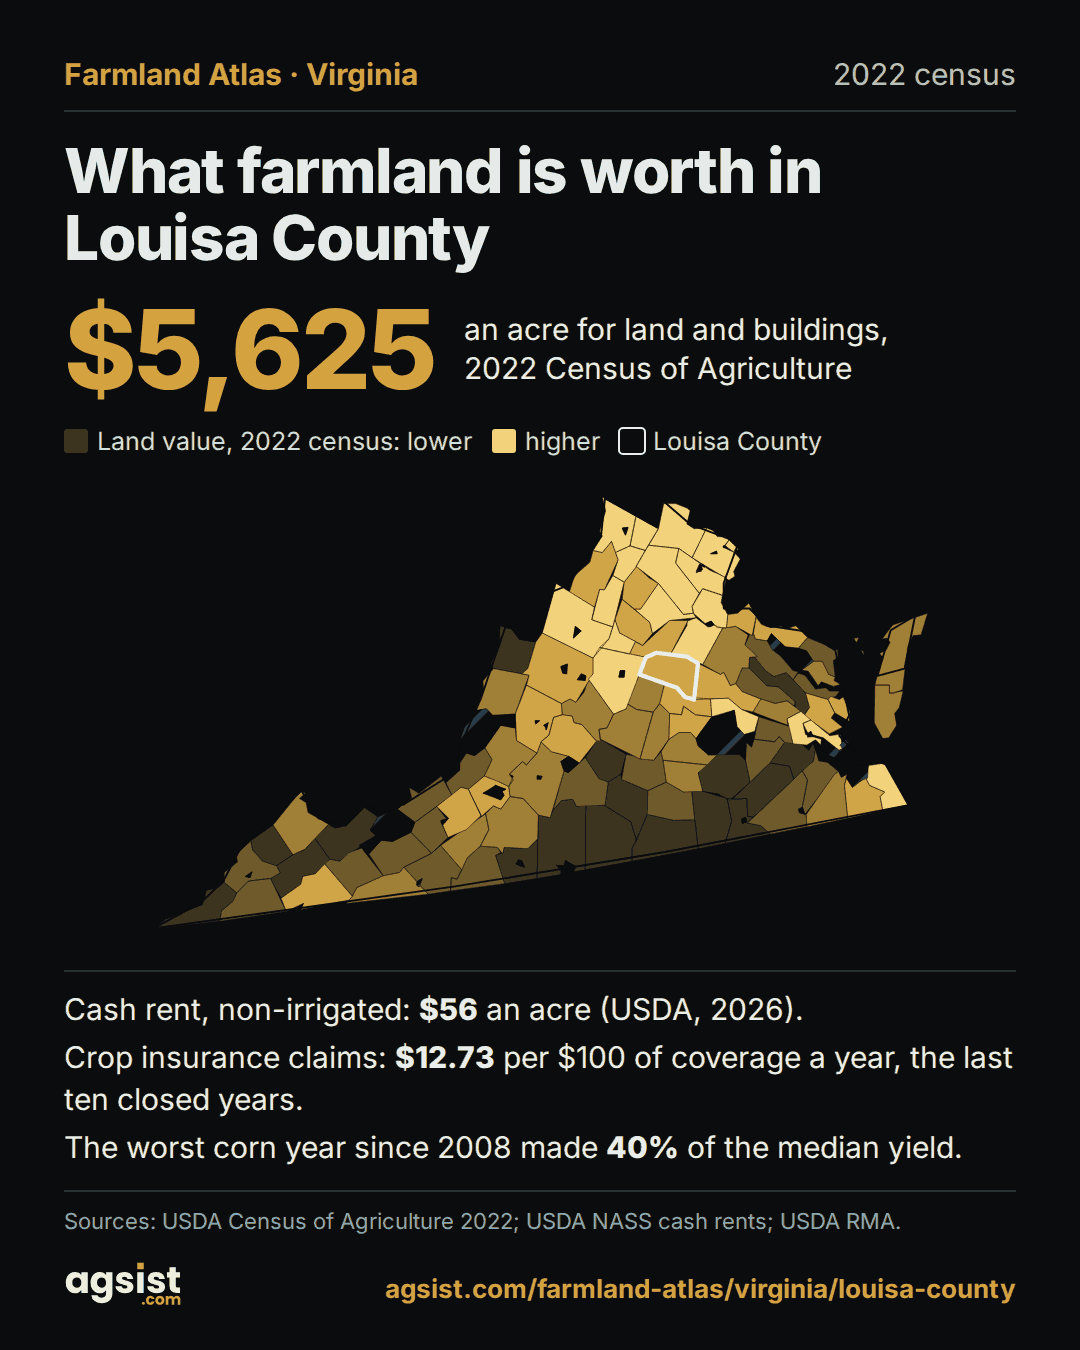 Farmland Atlas · Virginia
2022 census
What farmland is worth in
Louisa County
$5,625
an acre for land and buildings,
2022 Census of Agriculture
Land value, 2022 census: lower
higher
Louisa County
Cash rent, non-irrigated: $56 an acre (USDA, 2026).
Crop insurance claims: $12.73 per $100 of coverage a year, the last
ten closed years.
The worst corn year since 2008 made 40% of the median yield.
Sources: USDA Census of Agriculture 2022; USDA NASS cash rents; USDA RMA.
agsist
.com
agsist.com/farmland-atlas/virginia/louisa-county